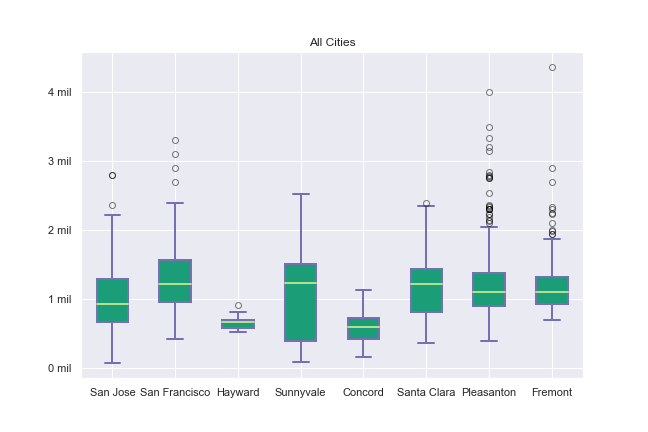 All Cities
4 mil
3 mil
2 mil
1 mil
0 mil
San Jose San Francisco Hayward Sunnyvale Concord Santa Clara Pleasanton Fremont